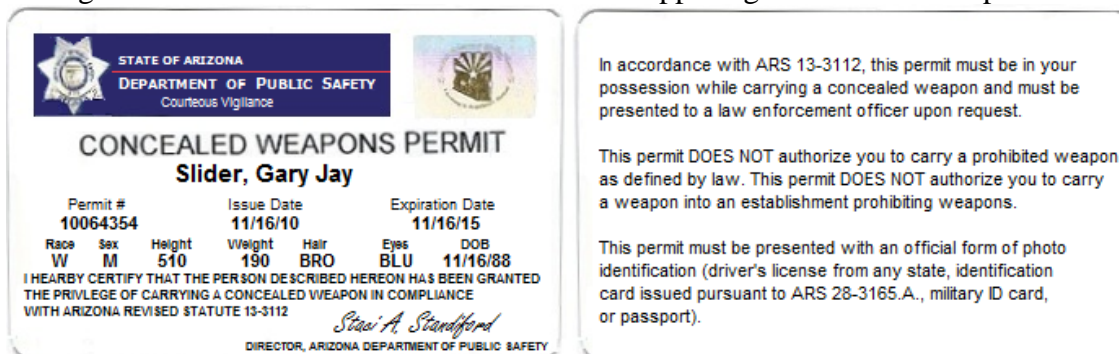 STATE OF ARIZONA
DEPARTMENT OF PUBLIC SAFETY
Courteous Vigilance
CONCEALED WEAPONS PERMIT
Slider, Gary Jay
Permit # Issue Date Expiration Date
10064354 11/16/10 11/16/15
Race Sex Height Weight Hair Eyes DOB
W M 510 190 BRO BLU 11/16/88
I HEARBY CERTIFY THAT THE PERSON DESCRIBED HEREON HAS BEEN GRANTED
THE PRIVLEGE OF CARRYING A CONCEALED WEAPON IN COMPLIANCE
WITH ARIZONA REVISED STATUTE 13-3112
Staci A. Standiford
DIRECTOR, ARIZONA DEPARTMENT OF PUBLIC SAFETY
In accordance with ARS 13-3112, this permit must be in your
possession while carrying a concealed weapon and must be
presented to a law enforcement officer upon request.
This permit DOES NOT authorize you to carry a prohibited weapon
as defined by law. This permit DOES NOT authorize you to carry
a weapon into an establishment prohibiting weapons.
This permit must be presented with an official form of photo
identification (driver's license from any state, identification
card issued pursuant to ARS 28-3165.A., military ID card,
or passport).